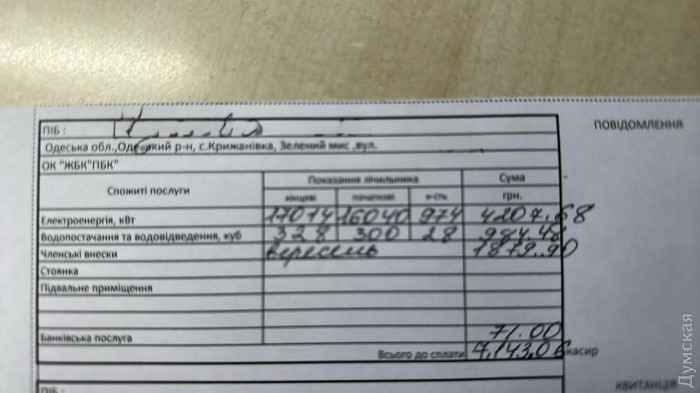 ПОВІДОМЛЕННЯ
ПІБ :
Одеська обл.,Одеський р-н, с.Крижанівка, Зелений мис ,вул.
ОК "ЖБК"ПБК"
Спожиті послуги Показання лічильника Сума
кінцеві початкові к-сть грн.
Електроенергія, кВт 17014 16040 974 4207.68
Водопостачання та водовідведення, куб 328 300 28 984.48
Членські внески вересень 1879.90
Стоянка
Підвальне приміщення
Банківська послуга 71.00
Всього до сплати 7,143.06 касир
ПІБ :
КВИТАНЦІЯ
Думская